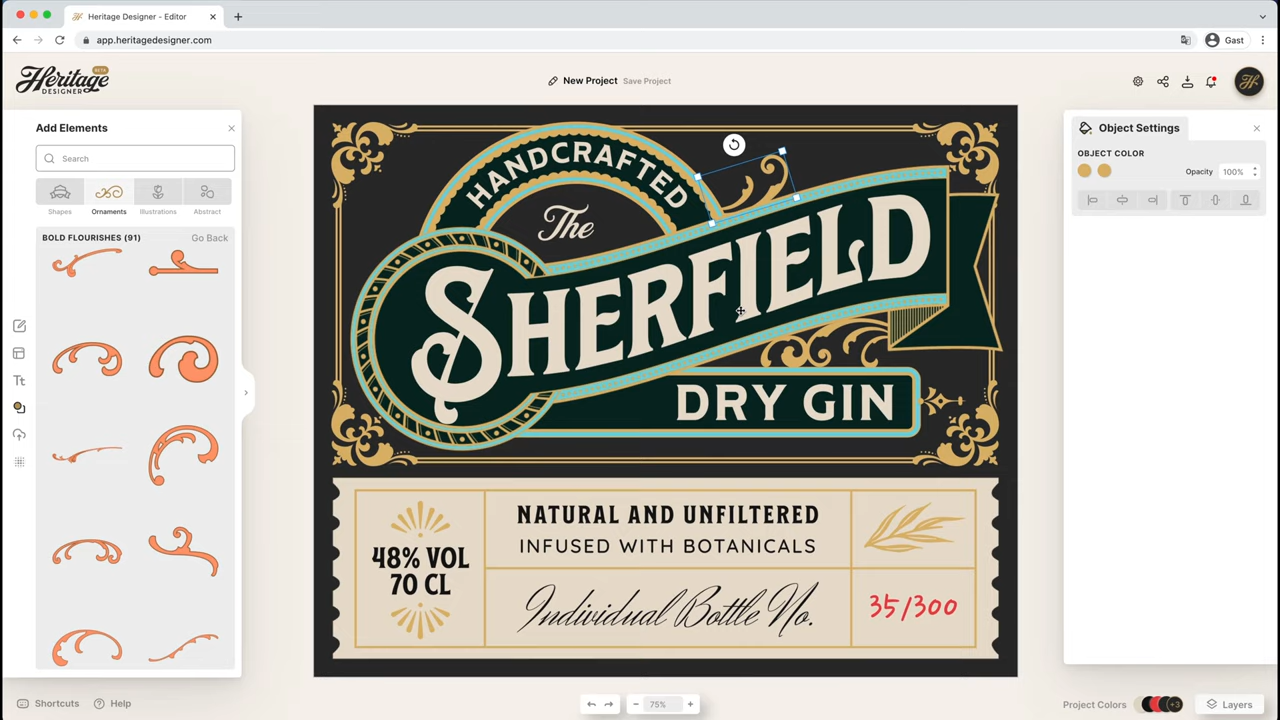 Heritage Designer - Editor
app.heritagedesigner.com
Gast
Heritage
BETA
DESIGNER
New Project Save Project
Add Elements
Search
Shapes Ornaments Illustrations Abstract
BOLD FLOURISHES (91) Go Back
HANDCRAFTED
The
SHERFIELD
DRY GIN
48% VOL
70 CL
NATURAL AND UNFILTERED
INFUSED WITH BOTANICALS
Individual Bottle No.
35/300
Object Settings
OBJECT COLOR
Opacity 100%
Tt
Shortcuts Help
75%
Project Colors +3 Layers